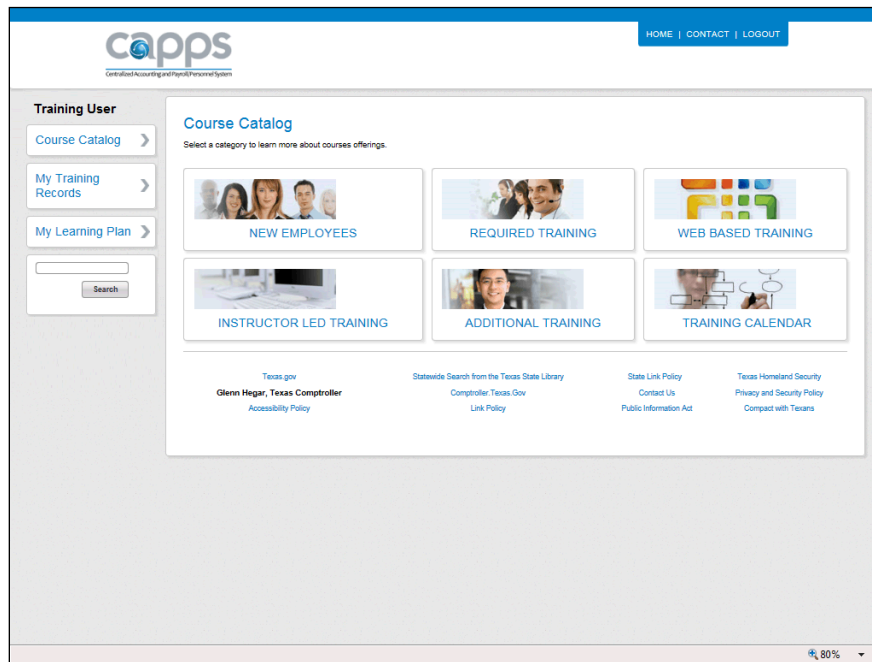 HOME | CONTACT | LOGOUT
capps
Centralized Accounting and Payroll/Personnel System
Training User
Course Catalog
My Training
Records
My Learning Plan
Search
Course Catalog
Select a category to learn more about courses offerings.
NEW EMPLOYEES
REQUIRED TRAINING
WEB BASED TRAINING
INSTRUCTOR LED TRAINING
ADDITIONAL TRAINING
TRAINING CALENDAR
Texas.gov
Statewide Search from the Texas State Library
State Link Policy
Texas Homeland Security
Glenn Hegar, Texas Comptroller
Comptroller.Texas.Gov
Contact Us
Privacy and Security Policy
Accessibility Policy
Link Policy
Public Information Act
Compact with Texans
80%